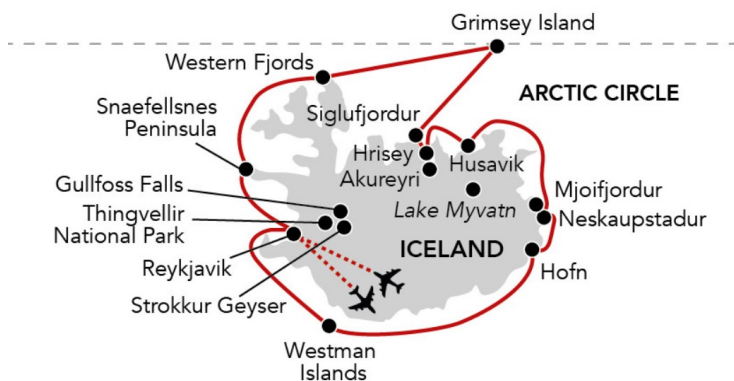 Grimsey Island
Western Fjords
ARCTIC CIRCLE
Siglufjordur
Snaefellsnes
Peninsula
Hrisey
Husavik
Akureyri
Gullfoss Falls
Mjoifjordur
Lake Myvatn
Thingvellir
National Park
Neskaupstadur
ICELAND
Reykjavik
Hofn
Strokkur Geyser
Westman
Islands